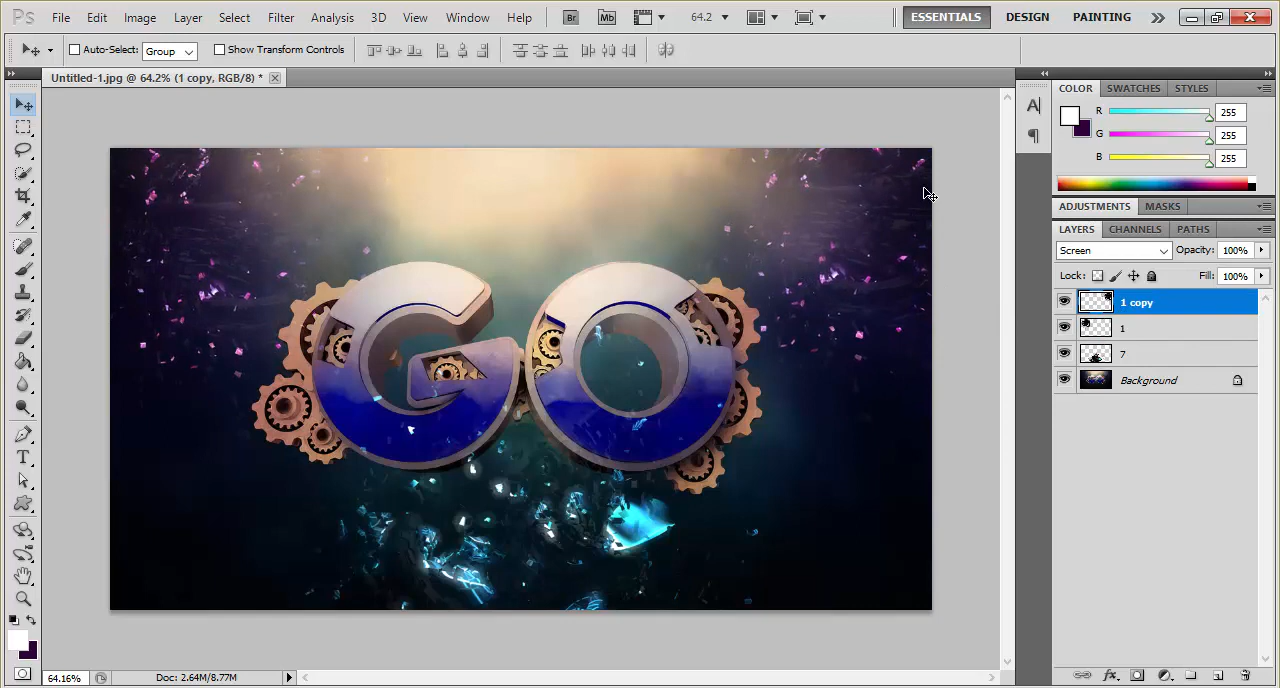 Ps File Edit Image Layer Select Filter Analysis 3D View Window Help Br Mb 64.2 ESSENTIALS DESIGN PAINTING
Auto-Select: Group Show Transform Controls
Untitled-1.jpg @ 64.2% (1 copy, RGB/8) *
COLOR SWATCHES STYLES
R 255
G 255
B 255
ADJUSTMENTS MASKS
LAYERS CHANNELS PATHS
Screen Opacity: 100%
Lock: Fill: 100%
1 copy
1
7
Background
GO
64.16% Doc: 2.64M/8.77M